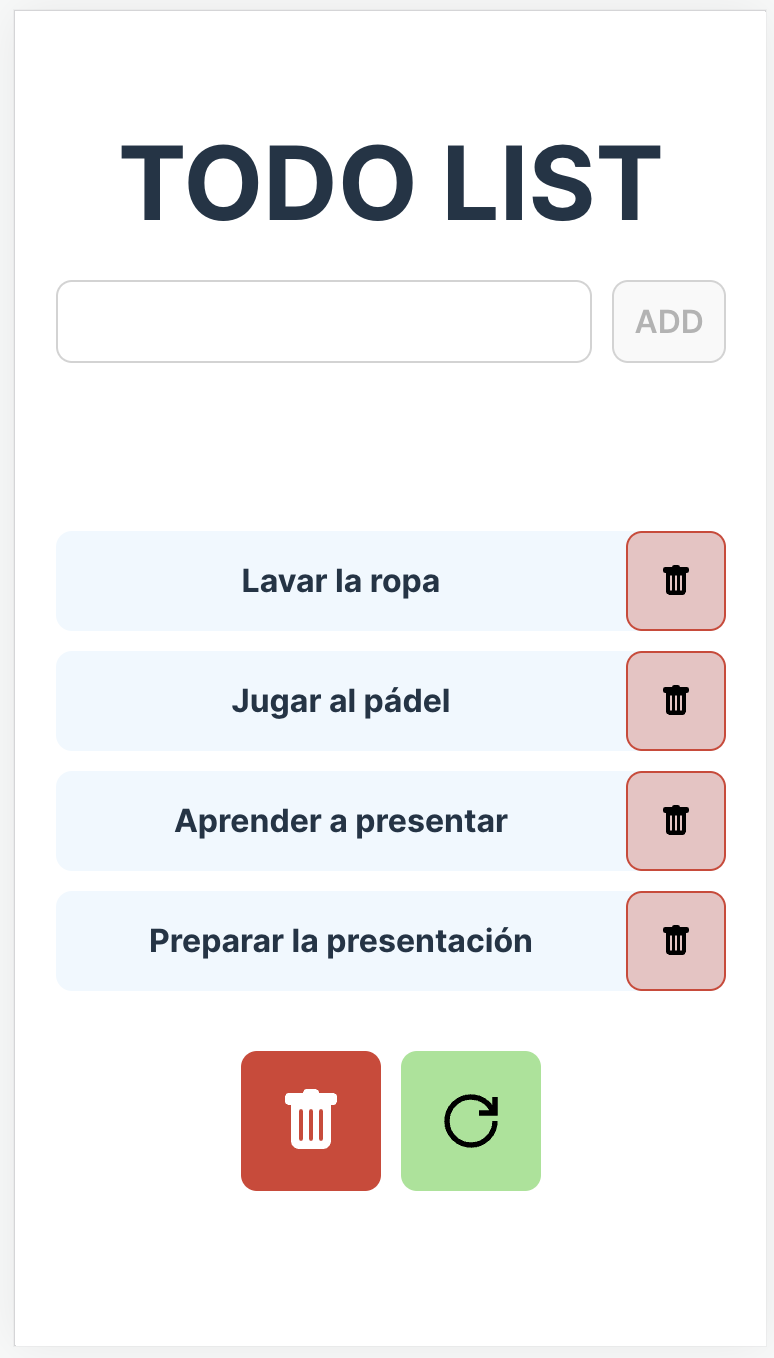 TODO LIST
ADD
Lavar la ropa
Jugar al pádel
Aprender a presentar
Preparar la presentación